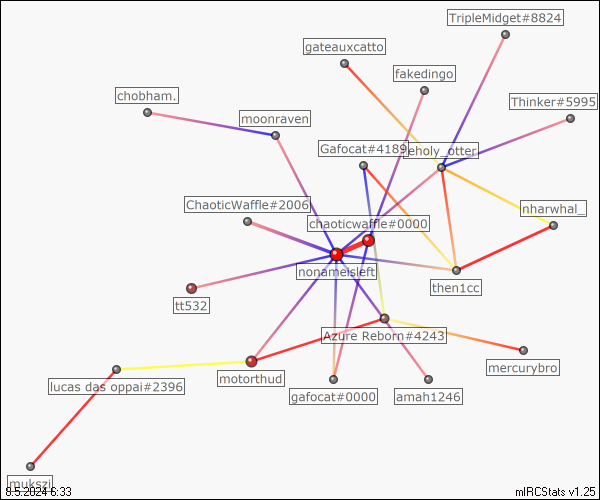 TripleMidget#8824
gateauxcatto
fakedingo
chobham.
Thinker#5995
moonraven
Gafocat#4189
eholy_otter
ChaoticWaffle#2006
nharwhal_
chaoticwaffle#0000
nonameisleft
then1cc
tt532
Azure Reborn#4243
mercurybro
motorthud
lucas das oppai#2396
gafocat#0000
amah1246
mukszi
8.5.2024 6:33
mIRCStats v1.25